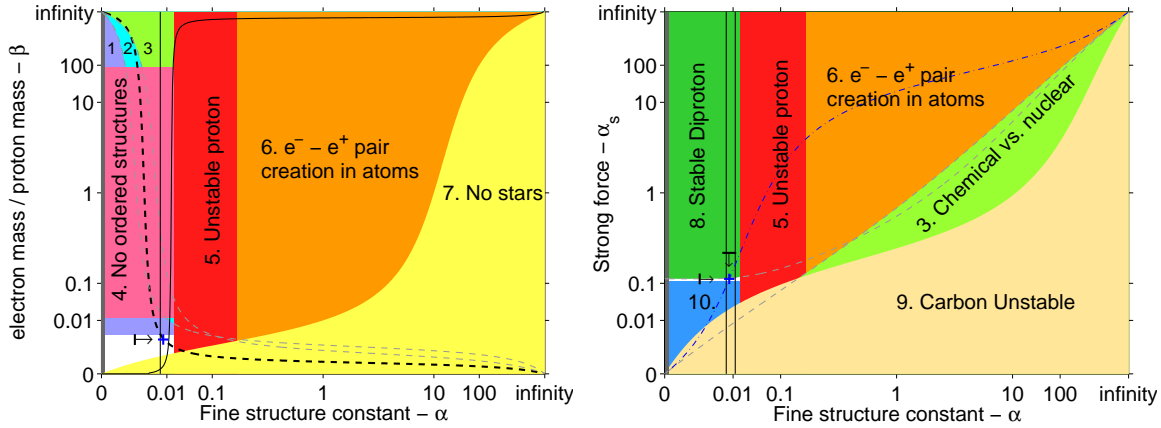 infinity
100
10
1
0.1
0.01
0
electron mass / proton mass – β
1
2
3
4. No ordered structures
5. Unstable proton
6. e⁻ – e⁺ pair
creation in atoms
7. No stars
0
0.01
0.1
1
10
100
infinity
Fine structure constant – α
infinity
100
10
1
0.1
0.01
0
Strong force – αₛ
8. Stable Diproton
5. Unstable proton
6. e⁻ – e⁺ pair
creation in atoms
3. Chemical vs. nuclear
10.
9. Carbon Unstable
0
0.01
0.1
1
10
100
infinity
Fine structure constant – α